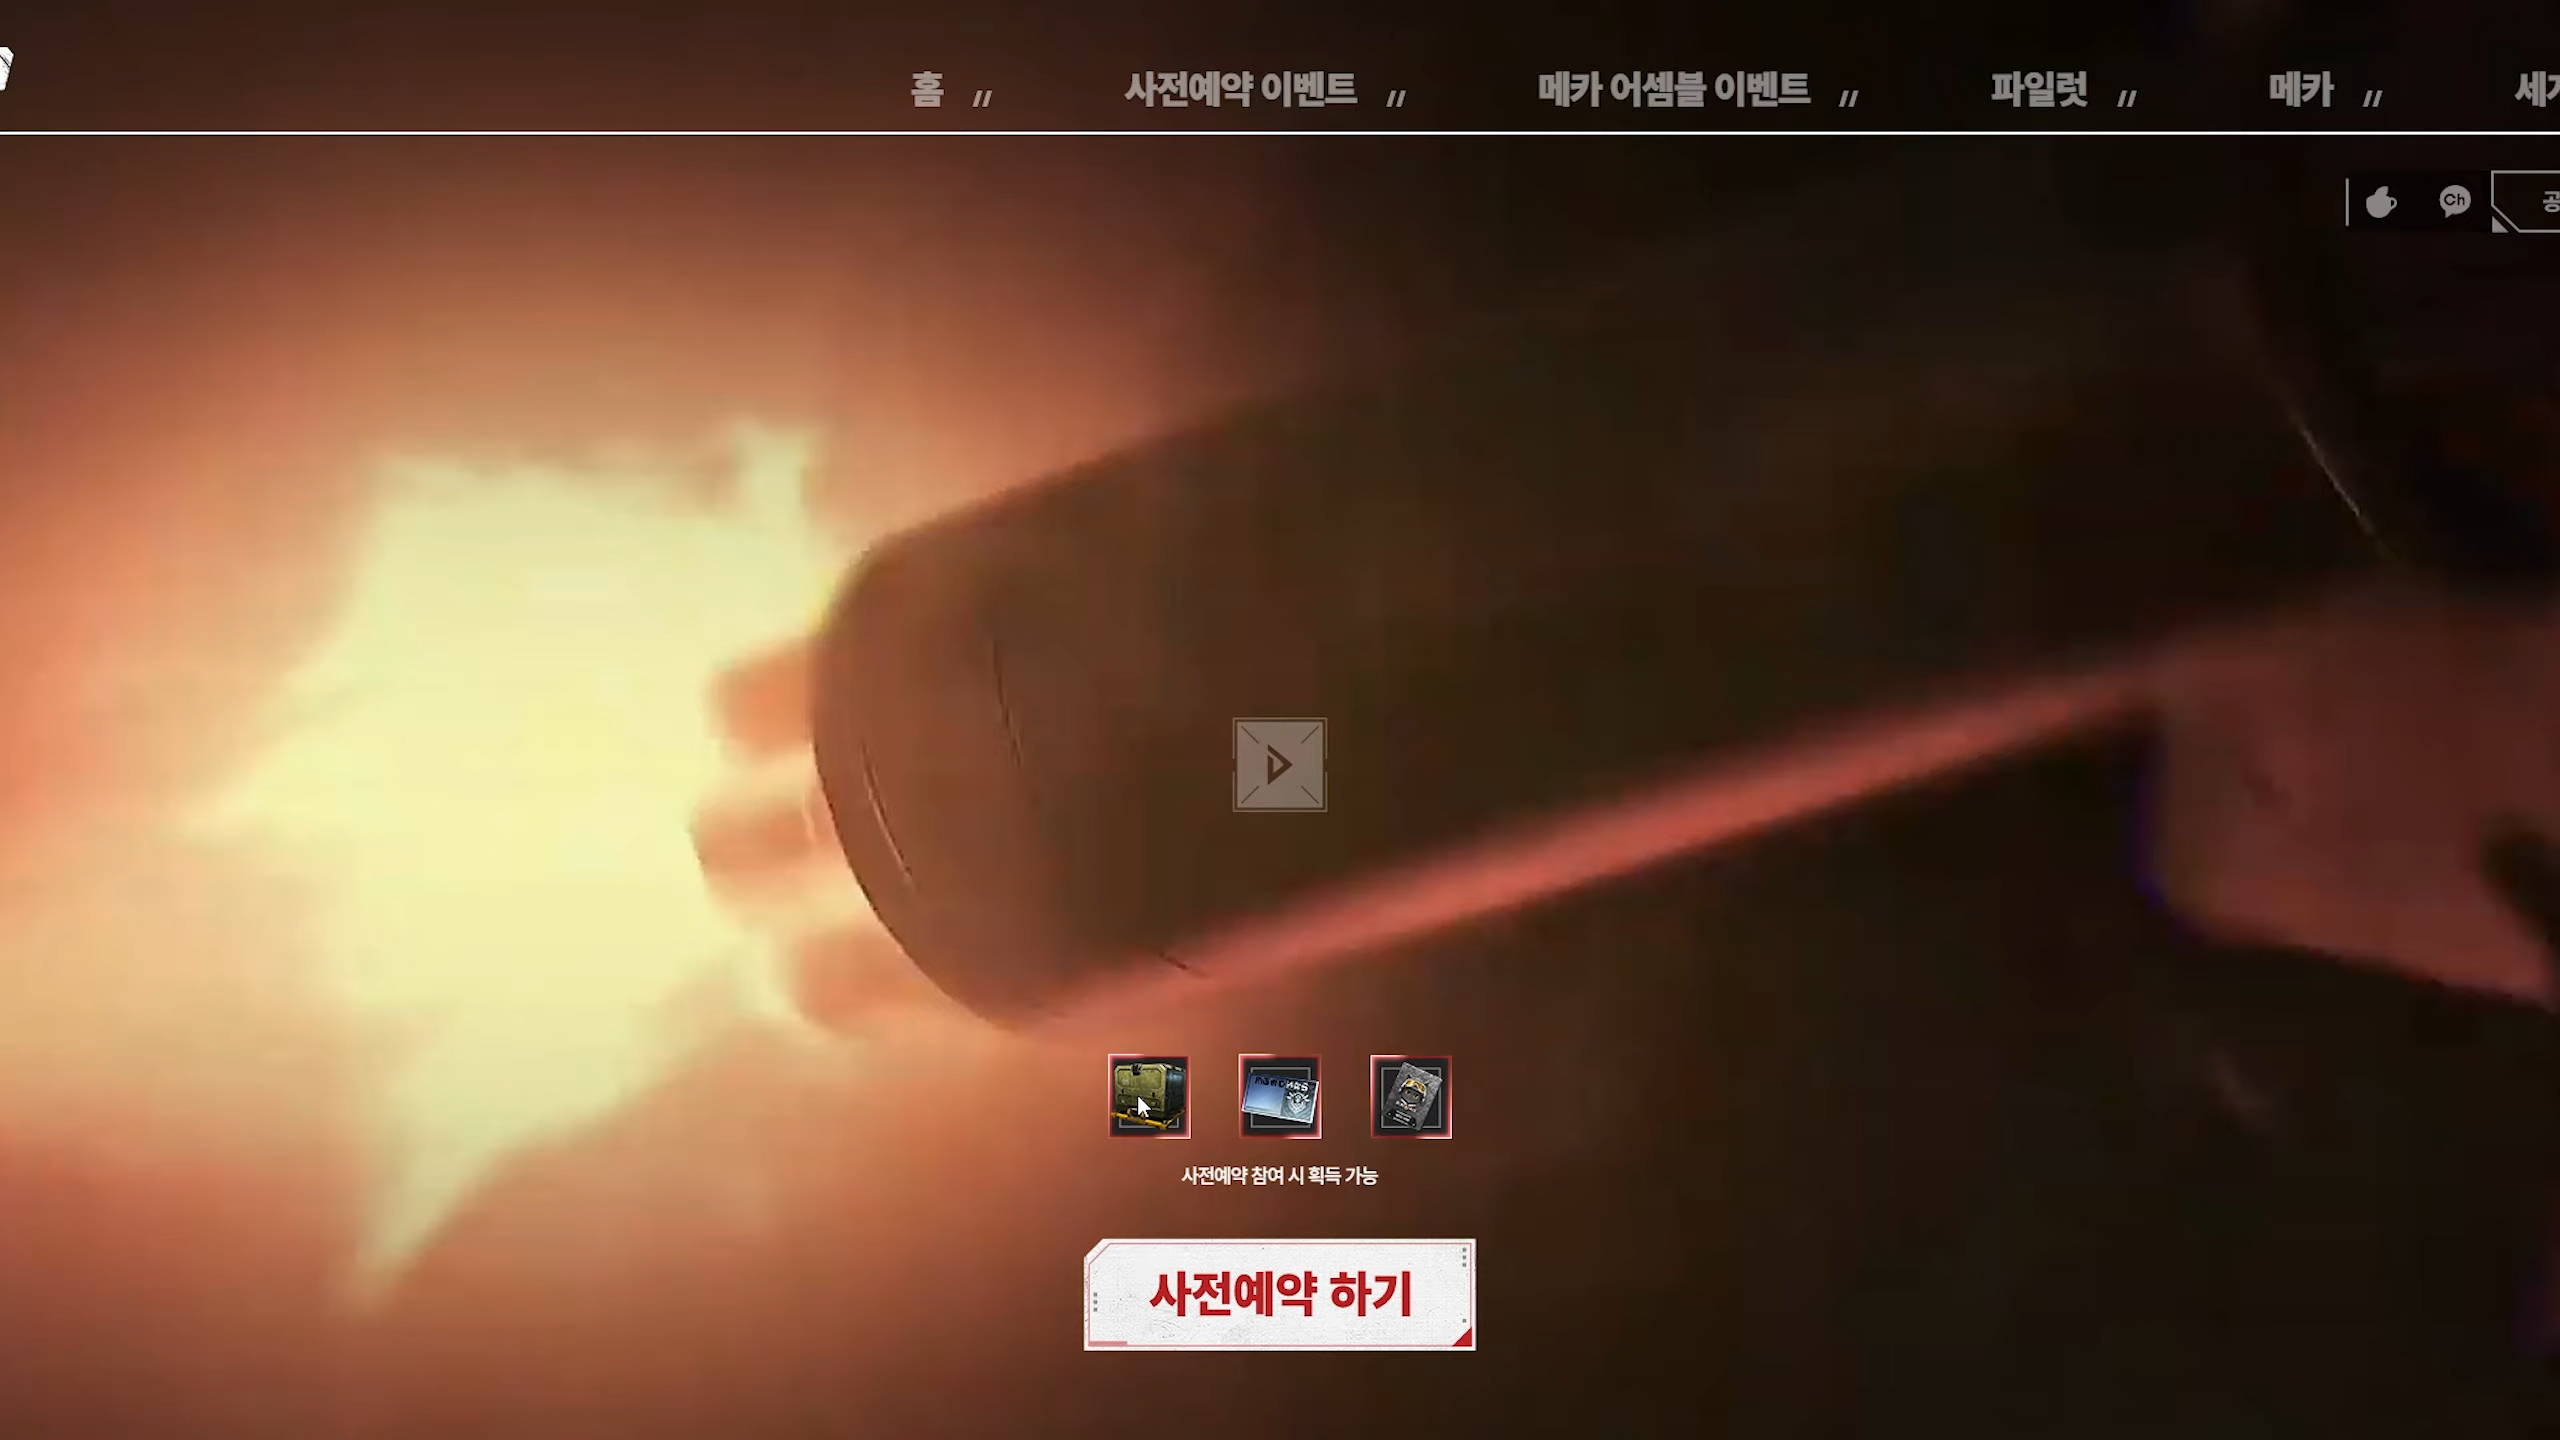 홈 //
사전예약 이벤트 //
메카 어셈블 이벤트 //
파일럿 //
메카 //
Ch
사전예약 참여 시 획득 가능
사전예약 하기